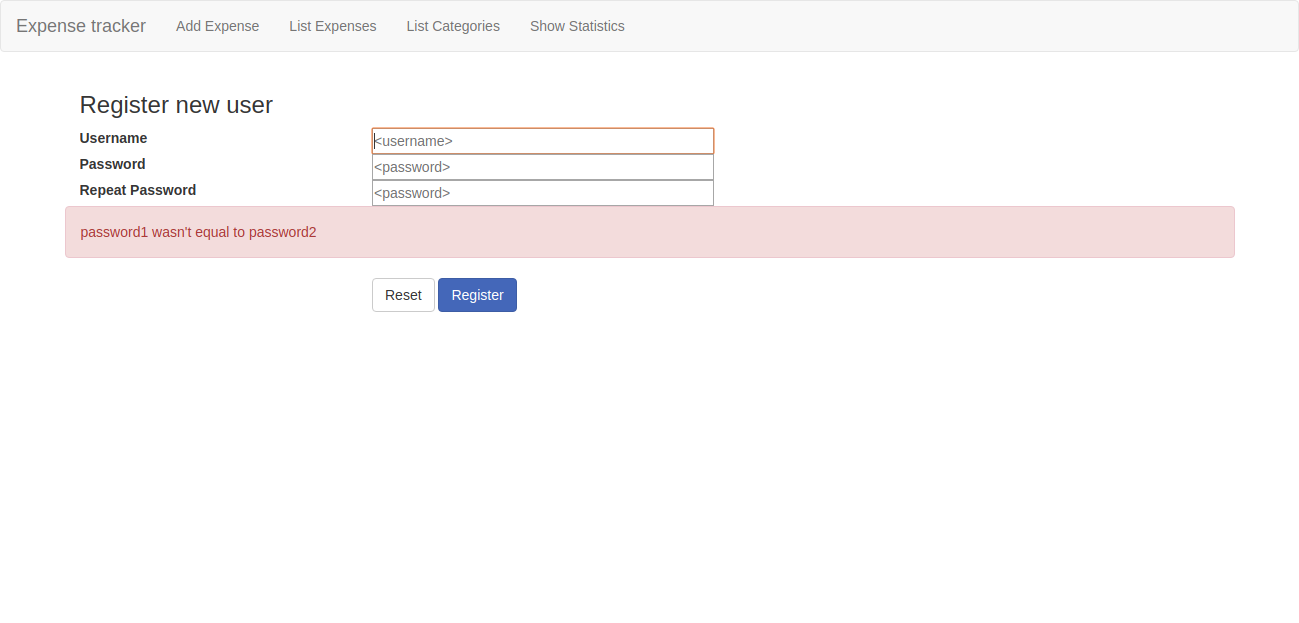 Expense tracker Add Expense List Expenses List Categories Show Statistics
Register new user
Username <username>
Password <password>
Repeat Password <password>
password1 wasn't equal to password2
Reset Register